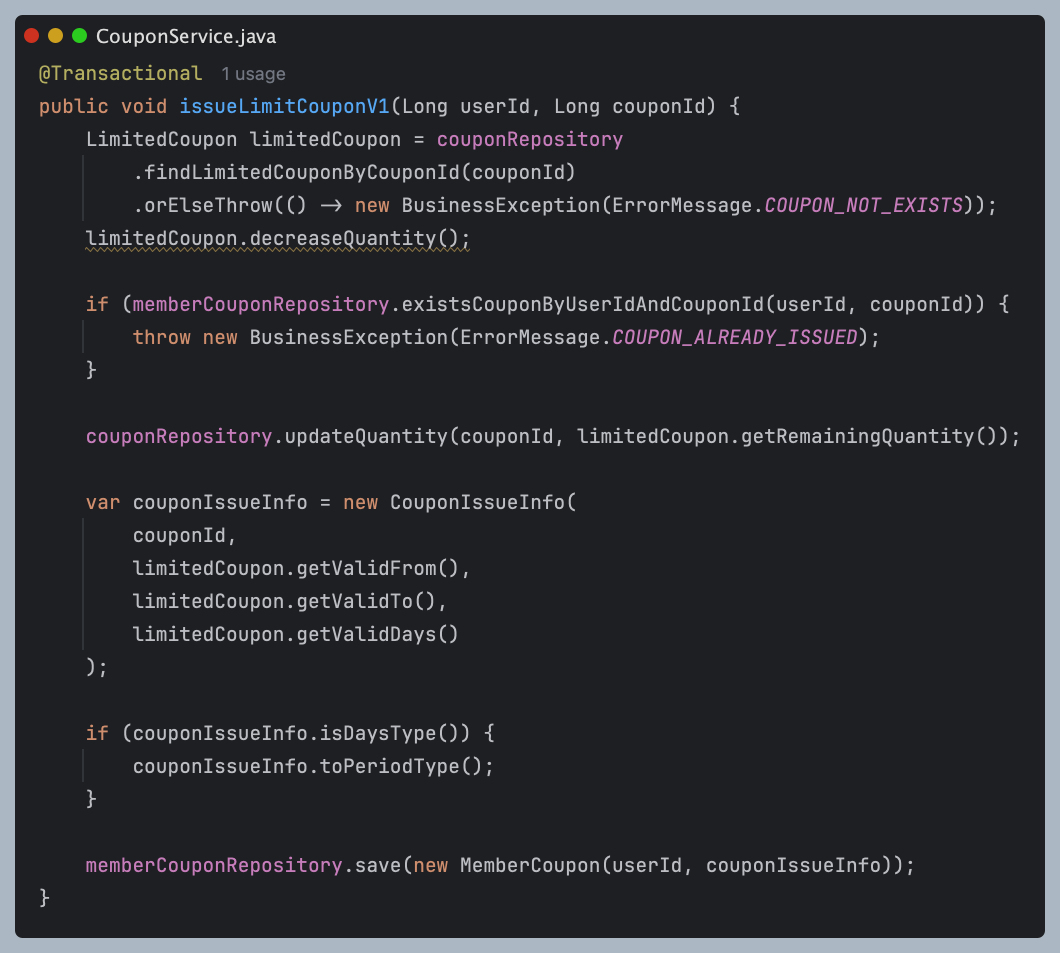 CouponService.java
@Transactional 1 usage
public void issueLimitCouponV1(Long userId, Long couponId) {
    LimitedCoupon limitedCoupon = couponRepository
        .findLimitedCouponByCouponId(couponId)
        .orElseThrow(() -> new BusinessException(ErrorMessage.COUPON_NOT_EXISTS));
    limitedCoupon.decreaseQuantity();

    if (memberCouponRepository.existsCouponByUserIdAndCouponId(userId, couponId)) {
        throw new BusinessException(ErrorMessage.COUPON_ALREADY_ISSUED);
    }

    couponRepository.updateQuantity(couponId, limitedCoupon.getRemainingQuantity());

    var couponIssueInfo = new CouponIssueInfo(
        couponId,
        limitedCoupon.getValidFrom(),
        limitedCoupon.getValidTo(),
        limitedCoupon.getValidDays()
    );

    if (couponIssueInfo.isDaysType()) {
        couponIssueInfo.toPeriodType();
    }

    memberCouponRepository.save(new MemberCoupon(userId, couponIssueInfo));
}